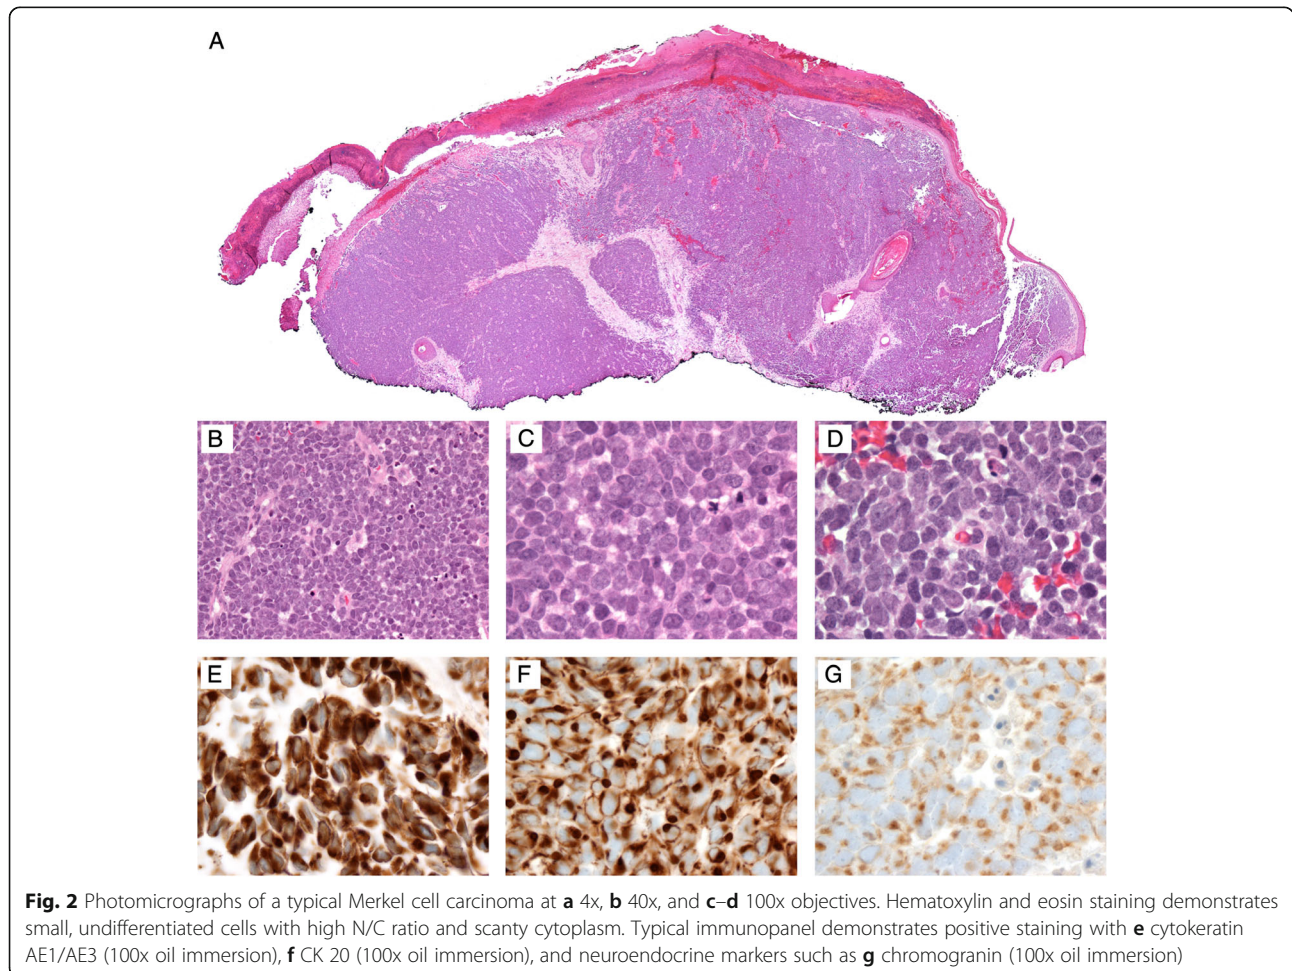 A
B
C
D
E
F
G
Fig. 2 Photomicrographs of a typical Merkel cell carcinoma at a 4x, b 40x, and c–d 100x objectives. Hematoxylin and eosin staining demonstrates
small, undifferentiated cells with high N/C ratio and scanty cytoplasm. Typical immunopanel demonstrates positive staining with e cytokeratin
AE1/AE3 (100x oil immersion), f CK 20 (100x oil immersion), and neuroendocrine markers such as g chromogranin (100x oil immersion)